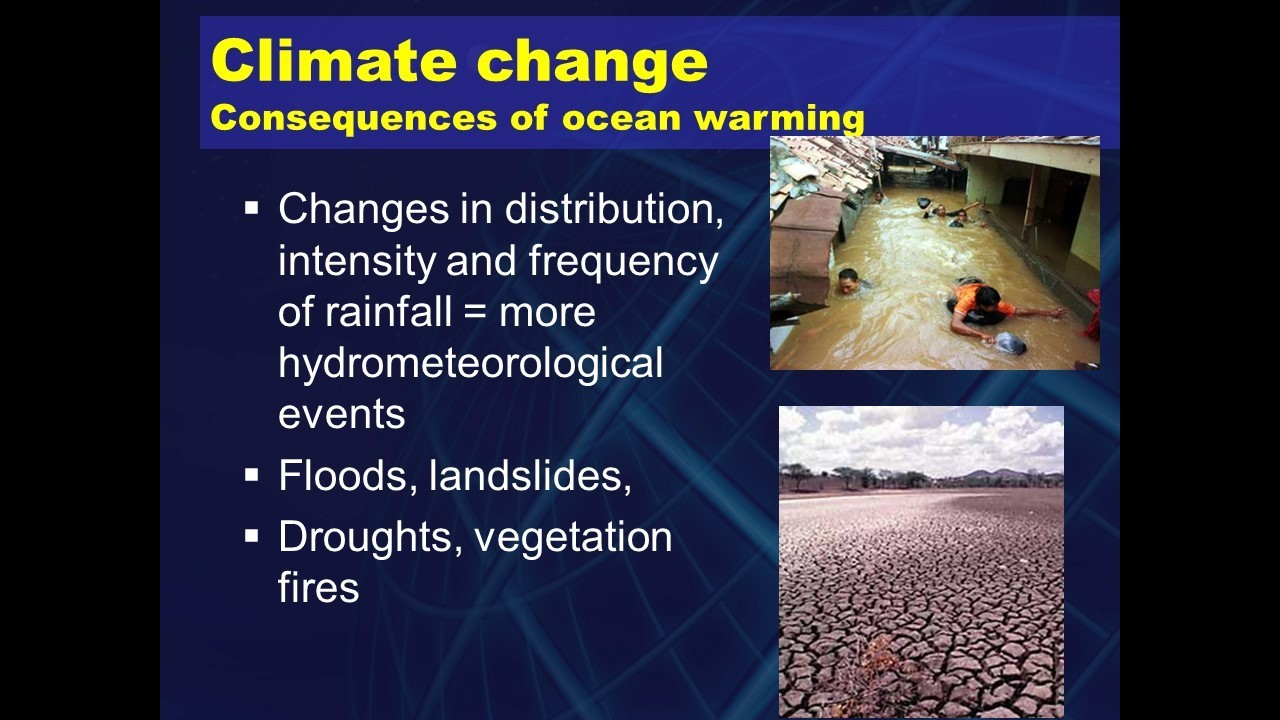 Climate change
Consequences of ocean warming
▪ Changes in distribution,
intensity and frequency
of rainfall = more
hydrometeorological
events
▪ Floods, landslides,
▪ Droughts, vegetation
fires